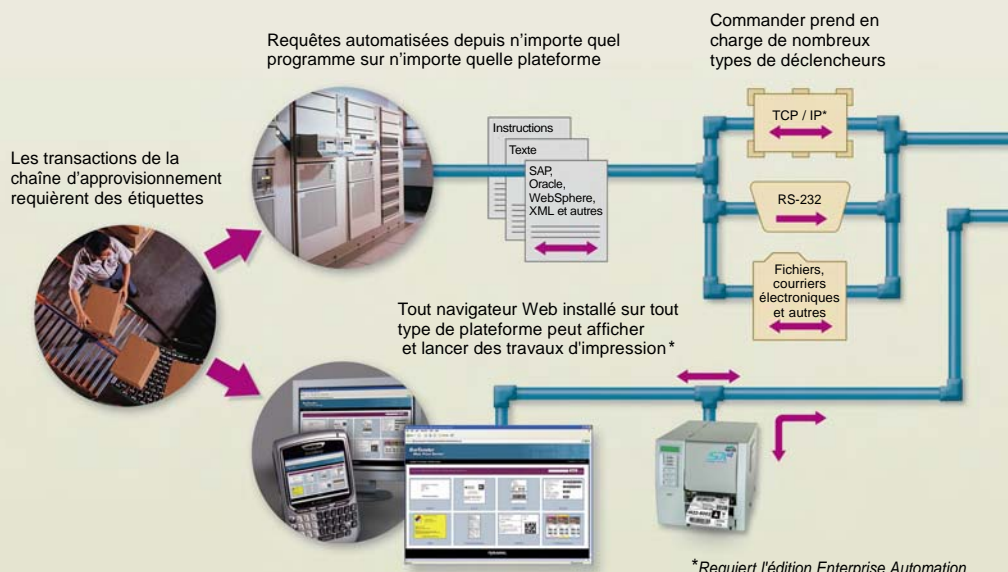 Commander prend en
charge de nombreux
types de déclencheurs
Requêtes automatisées depuis n'importe quel
programme sur n'importe quelle plateforme
TCP / IP*
Instructions
Texte
SAP,
Oracle,
WebSphere,
XML et autres
Les transactions de la
chaîne d'approvisionnement
requièrent des étiquettes
RS-232
Fichiers,
courriers
électroniques
et autres
Tout navigateur Web installé sur tout
type de plateforme peut afficher
et lancer des travaux d'impression*
BarTender
*Requiert l'édition Enterprise Automation